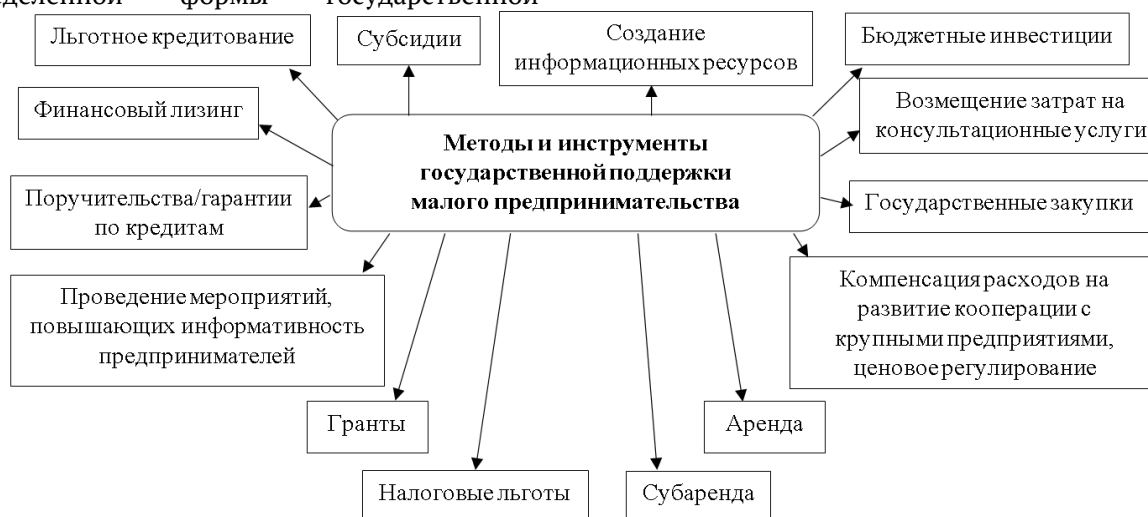 формы государственной
Льготное кредитование
Субсидии
Создание
информационных ресурсов
Бюджетные инвестиции
Финансовый лизинг
Возмещение затрат на
консультационные услуги
Методы и инструменты
государственной поддержки
малого предпринимательства
Поручительства/гарантии
по кредитам
Государственные закупки
Проведение мероприятий,
повышающих информативность
предпринимателей
Компенсация расходов на
развитие кооперации с
крупными предприятиями,
ценовое регулирование
Гранты
Аренда
Налоговые льготы
Субаренда